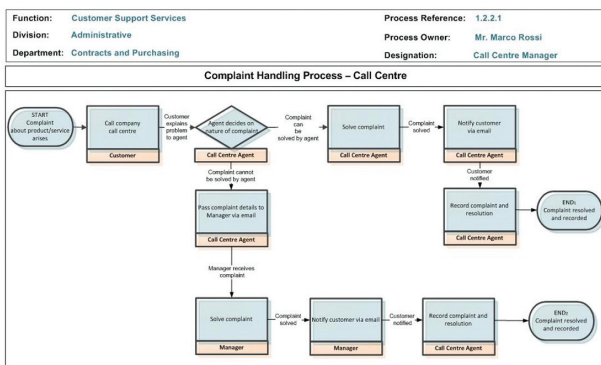 Function: Customer Support Services
Process Reference: 1.2.2.1
Division: Administrative
Process Owner: Mr. Marco Rossi
Department: Contracts and Purchasing
Designation: Call Centre Manager
Complaint Handling Process – Call Centre
START
Complaint
about product/service
arises
Call company
call centre
Customer
Customer
explains
problem
to agent
Agent decides on
nature of complaint
Call Centre Agent
Complaint
can
be
solved by agent
Solve complaint
Call Centre Agent
Complaint
solved
Notify customer
via email
Call Centre Agent
Customer
notified
Record complaint and
resolution
Call Centre Agent
END1
Complaint resolved
and recorded
Complaint cannot
be solved by agent
Pass complaint details to
Manager via email
Call Centre Agent
Manager receives
complaint
Solve complaint
Manager
Complaint
solved
Notify customer via email
Manager
Customer
notified
Record complaint and
resolution
Call Centre Agent
END2
Complaint resolved
and recorded